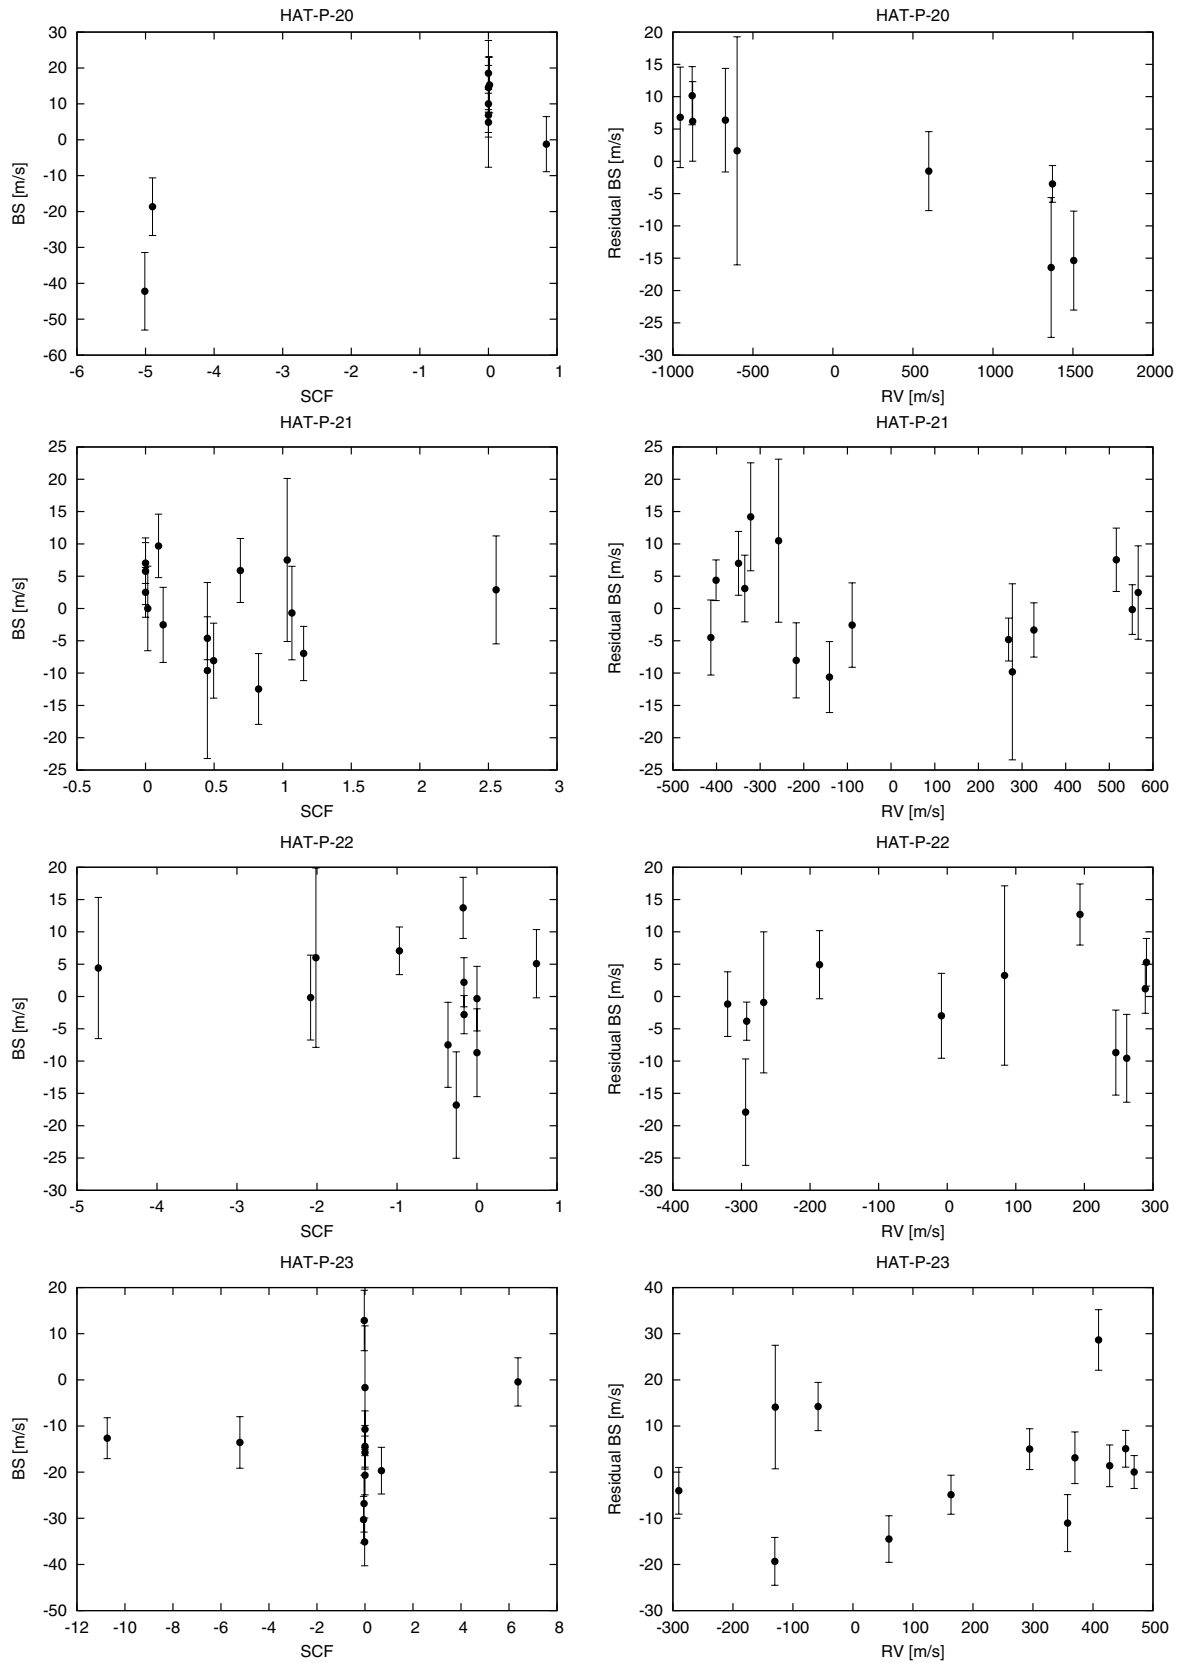 HAT-P-20
30
20
10
0
-10
-20
-30
-40
-50
-60
BS [m/s]
-6 -5 -4 -3 -2 -1 0 1
SCF
HAT-P-20
20
15
10
5
0
-5
-10
-15
-20
-25
-30
Residual BS [m/s]
-1000 -500 0 500 1000 1500 2000
RV [m/s]
HAT-P-21
25
20
15
10
5
0
-5
-10
-15
-20
-25
BS [m/s]
-0.5 0 0.5 1 1.5 2 2.5 3
SCF
HAT-P-21
25
20
15
10
5
0
-5
-10
-15
-20
-25
Residual BS [m/s]
-500 -400 -300 -200 -100 0 100 200 300 400 500 600
RV [m/s]
HAT-P-22
20
15
10
5
0
-5
-10
-15
-20
-25
-30
BS [m/s]
-5 -4 -3 -2 -1 0 1
SCF
HAT-P-22
20
15
10
5
0
-5
-10
-15
-20
-25
-30
Residual BS [m/s]
-400 -300 -200 -100 0 100 200 300
RV [m/s]
HAT-P-23
20
10
0
-10
-20
-30
-40
-50
BS [m/s]
-12 -10 -8 -6 -4 -2 0 2 4 6 8
SCF
HAT-P-23
40
30
20
10
0
-10
-20
-30
Residual BS [m/s]
-300 -200 -100 0 100 200 300 400 500
RV [m/s]